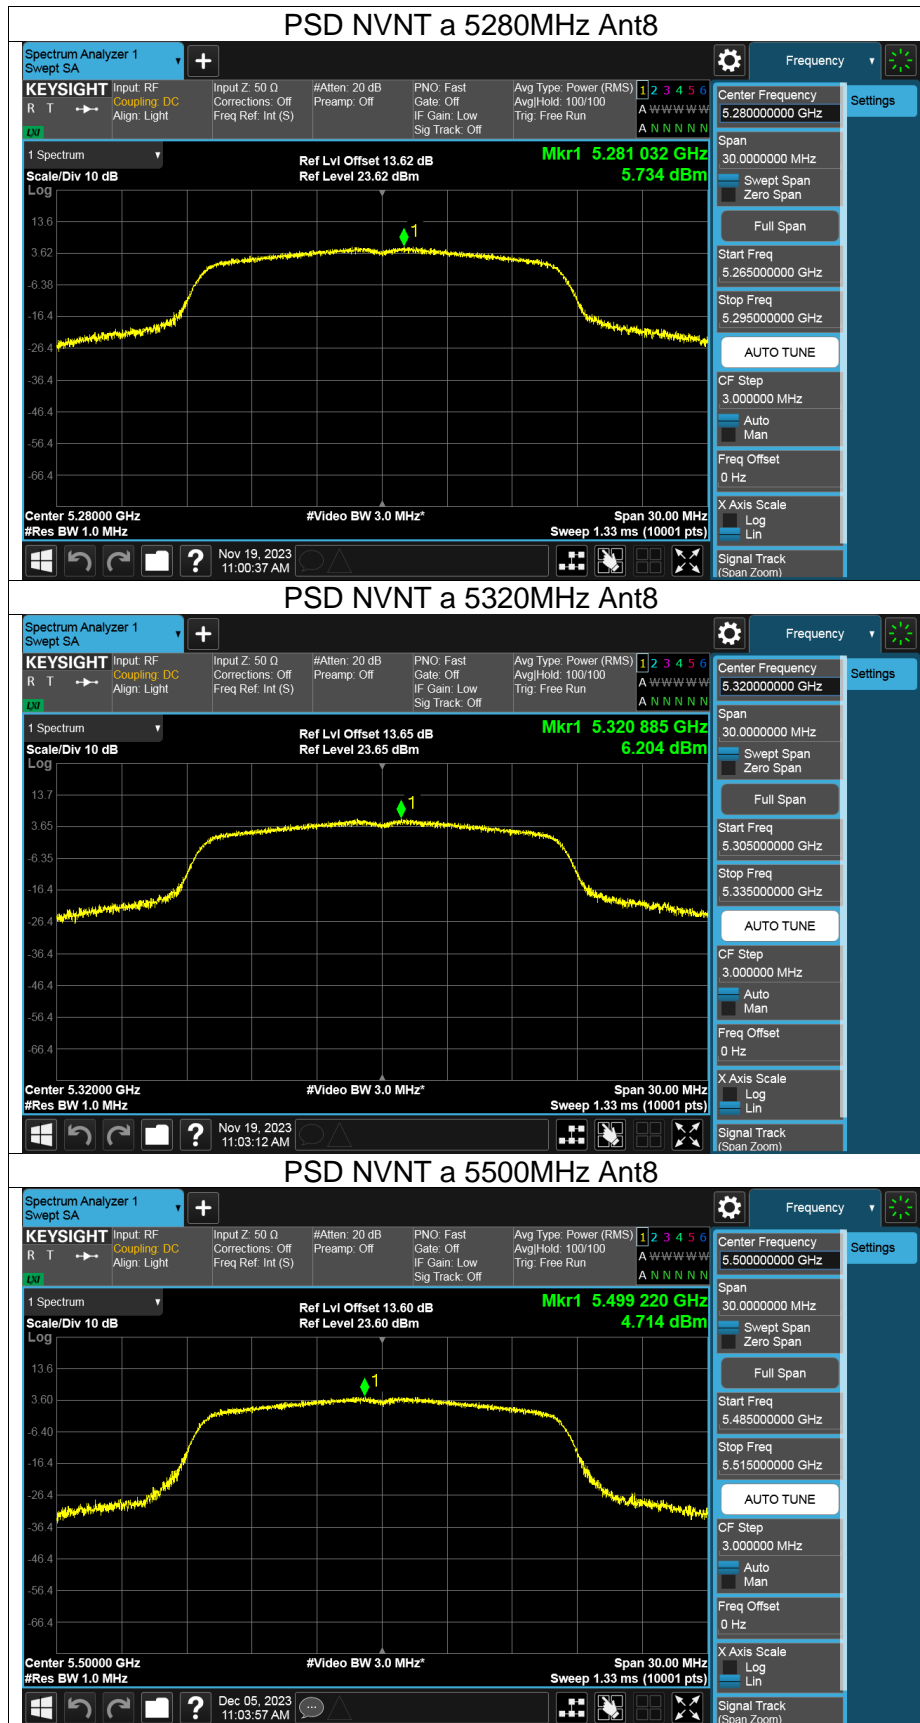 PSD NVNT a 5280MHz Ant8
Spectrum Analyzer 1
Swept SA
Frequency
KEYSIGHT
R T
LXI
Input: RF
Coupling: DC
Align: Light
Input Z: 50 Ω
Corrections: Off
Freq Ref: Int (S)
#Atten: 20 dB
Preamp: Off
PNO: Fast
Gate: Off
IF Gain: Low
Sig Track: Off
Avg Type: Power (RMS)
Avg|Hold: 100/100
Trig: Free Run
1 2 3 4 5 6
A W W W W W
A N N N N N
Center Frequency
5.280000000 GHz
Settings
Span
30.0000000 MHz
Swept Span
Zero Span
Full Span
Start Freq
5.265000000 GHz
Stop Freq
5.295000000 GHz
AUTO TUNE
CF Step
3.000000 MHz
Auto
Man
Freq Offset
0 Hz
X Axis Scale
Log
Lin
Signal Track
(Span Zoom)
1 Spectrum
Scale/Div 10 dB
Log
Ref Lvl Offset 13.62 dB
Ref Level 23.62 dBm
Mkr1 5.281 032 GHz
5.734 dBm
1
13.6
3.62
-6.38
-16.4
-26.4
-36.4
-46.4
-56.4
-66.4
Center 5.28000 GHz
#Res BW 1.0 MHz
#Video BW 3.0 MHz*
Span 30.00 MHz
Sweep 1.33 ms (10001 pts)
?
Nov 19, 2023
11:00:37 AM
PSD NVNT a 5320MHz Ant8
Spectrum Analyzer 1
Swept SA
Frequency
KEYSIGHT
R T
LXI
Input: RF
Coupling: DC
Align: Light
Input Z: 50 Ω
Corrections: Off
Freq Ref: Int (S)
#Atten: 20 dB
Preamp: Off
PNO: Fast
Gate: Off
IF Gain: Low
Sig Track: Off
Avg Type: Power (RMS)
Avg|Hold: 100/100
Trig: Free Run
1 2 3 4 5 6
A W W W W W
A N N N N N
Center Frequency
5.320000000 GHz
Settings
Span
30.0000000 MHz
Swept Span
Zero Span
Full Span
Start Freq
5.305000000 GHz
Stop Freq
5.335000000 GHz
AUTO TUNE
CF Step
3.000000 MHz
Auto
Man
Freq Offset
0 Hz
X Axis Scale
Log
Lin
Signal Track
(Span Zoom)
1 Spectrum
Scale/Div 10 dB
Log
Ref Lvl Offset 13.65 dB
Ref Level 23.65 dBm
Mkr1 5.320 885 GHz
6.204 dBm
1
13.7
3.65
-6.35
-16.4
-26.4
-36.4
-46.4
-56.4
-66.4
Center 5.32000 GHz
#Res BW 1.0 MHz
#Video BW 3.0 MHz*
Span 30.00 MHz
Sweep 1.33 ms (10001 pts)
?
Nov 19, 2023
11:03:12 AM
PSD NVNT a 5500MHz Ant8
Spectrum Analyzer 1
Swept SA
Frequency
KEYSIGHT
R T
LXI
Input: RF
Coupling: DC
Align: Light
Input Z: 50 Ω
Corrections: Off
Freq Ref: Int (S)
#Atten: 20 dB
Preamp: Off
PNO: Fast
Gate: Off
IF Gain: Low
Sig Track: Off
Avg Type: Power (RMS)
Avg|Hold: 100/100
Trig: Free Run
1 2 3 4 5 6
A W W W W W
A N N N N N
Center Frequency
5.500000000 GHz
Settings
Span
30.0000000 MHz
Swept Span
Zero Span
Full Span
Start Freq
5.485000000 GHz
Stop Freq
5.515000000 GHz
AUTO TUNE
CF Step
3.000000 MHz
Auto
Man
Freq Offset
0 Hz
X Axis Scale
Log
Lin
Signal Track
(Span Zoom)
1 Spectrum
Scale/Div 10 dB
Log
Ref Lvl Offset 13.60 dB
Ref Level 23.60 dBm
Mkr1 5.499 220 GHz
4.714 dBm
1
13.6
3.60
-6.40
-16.4
-26.4
-36.4
-46.4
-56.4
-66.4
Center 5.50000 GHz
#Res BW 1.0 MHz
#Video BW 3.0 MHz*
Span 30.00 MHz
Sweep 1.33 ms (10001 pts)
?
Dec 05, 2023
11:03:57 AM